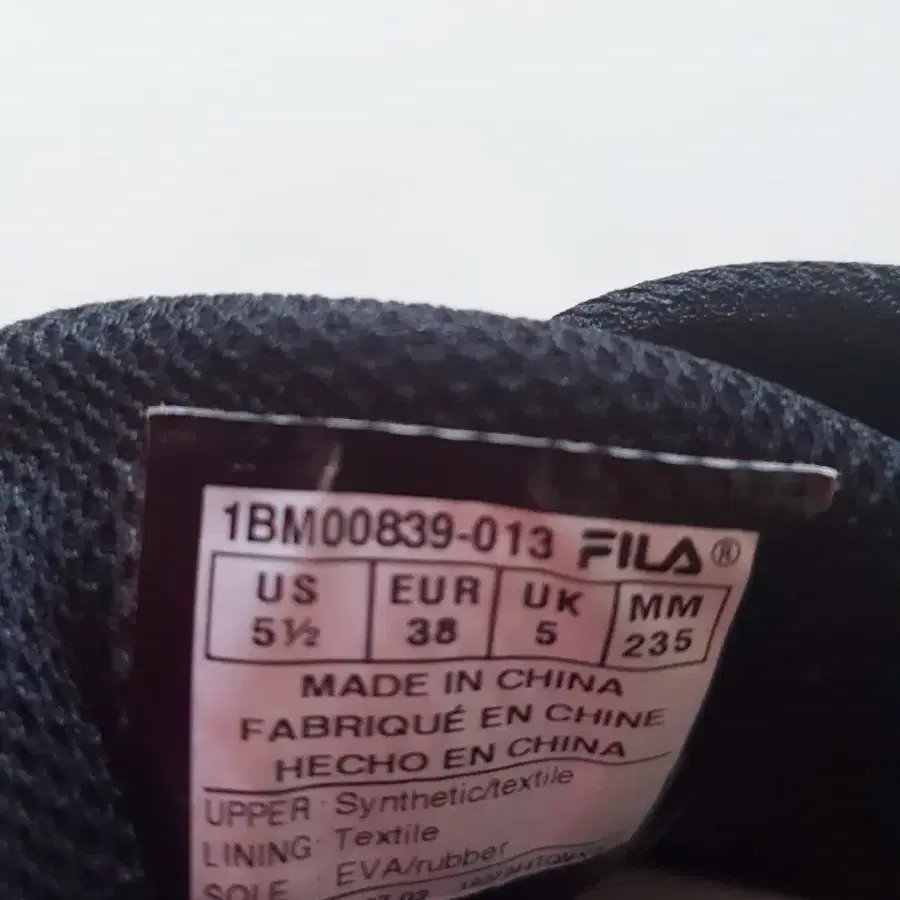 1BM00839-013 FILA®
US EUR UK MM
5½ 38 5 235
MADE IN CHINA
FABRIQUÉ EN CHINE
HECHO EN CHINA
UPPER: Synthetic/textile
LINING: Textile
SOLE EVA/rubber